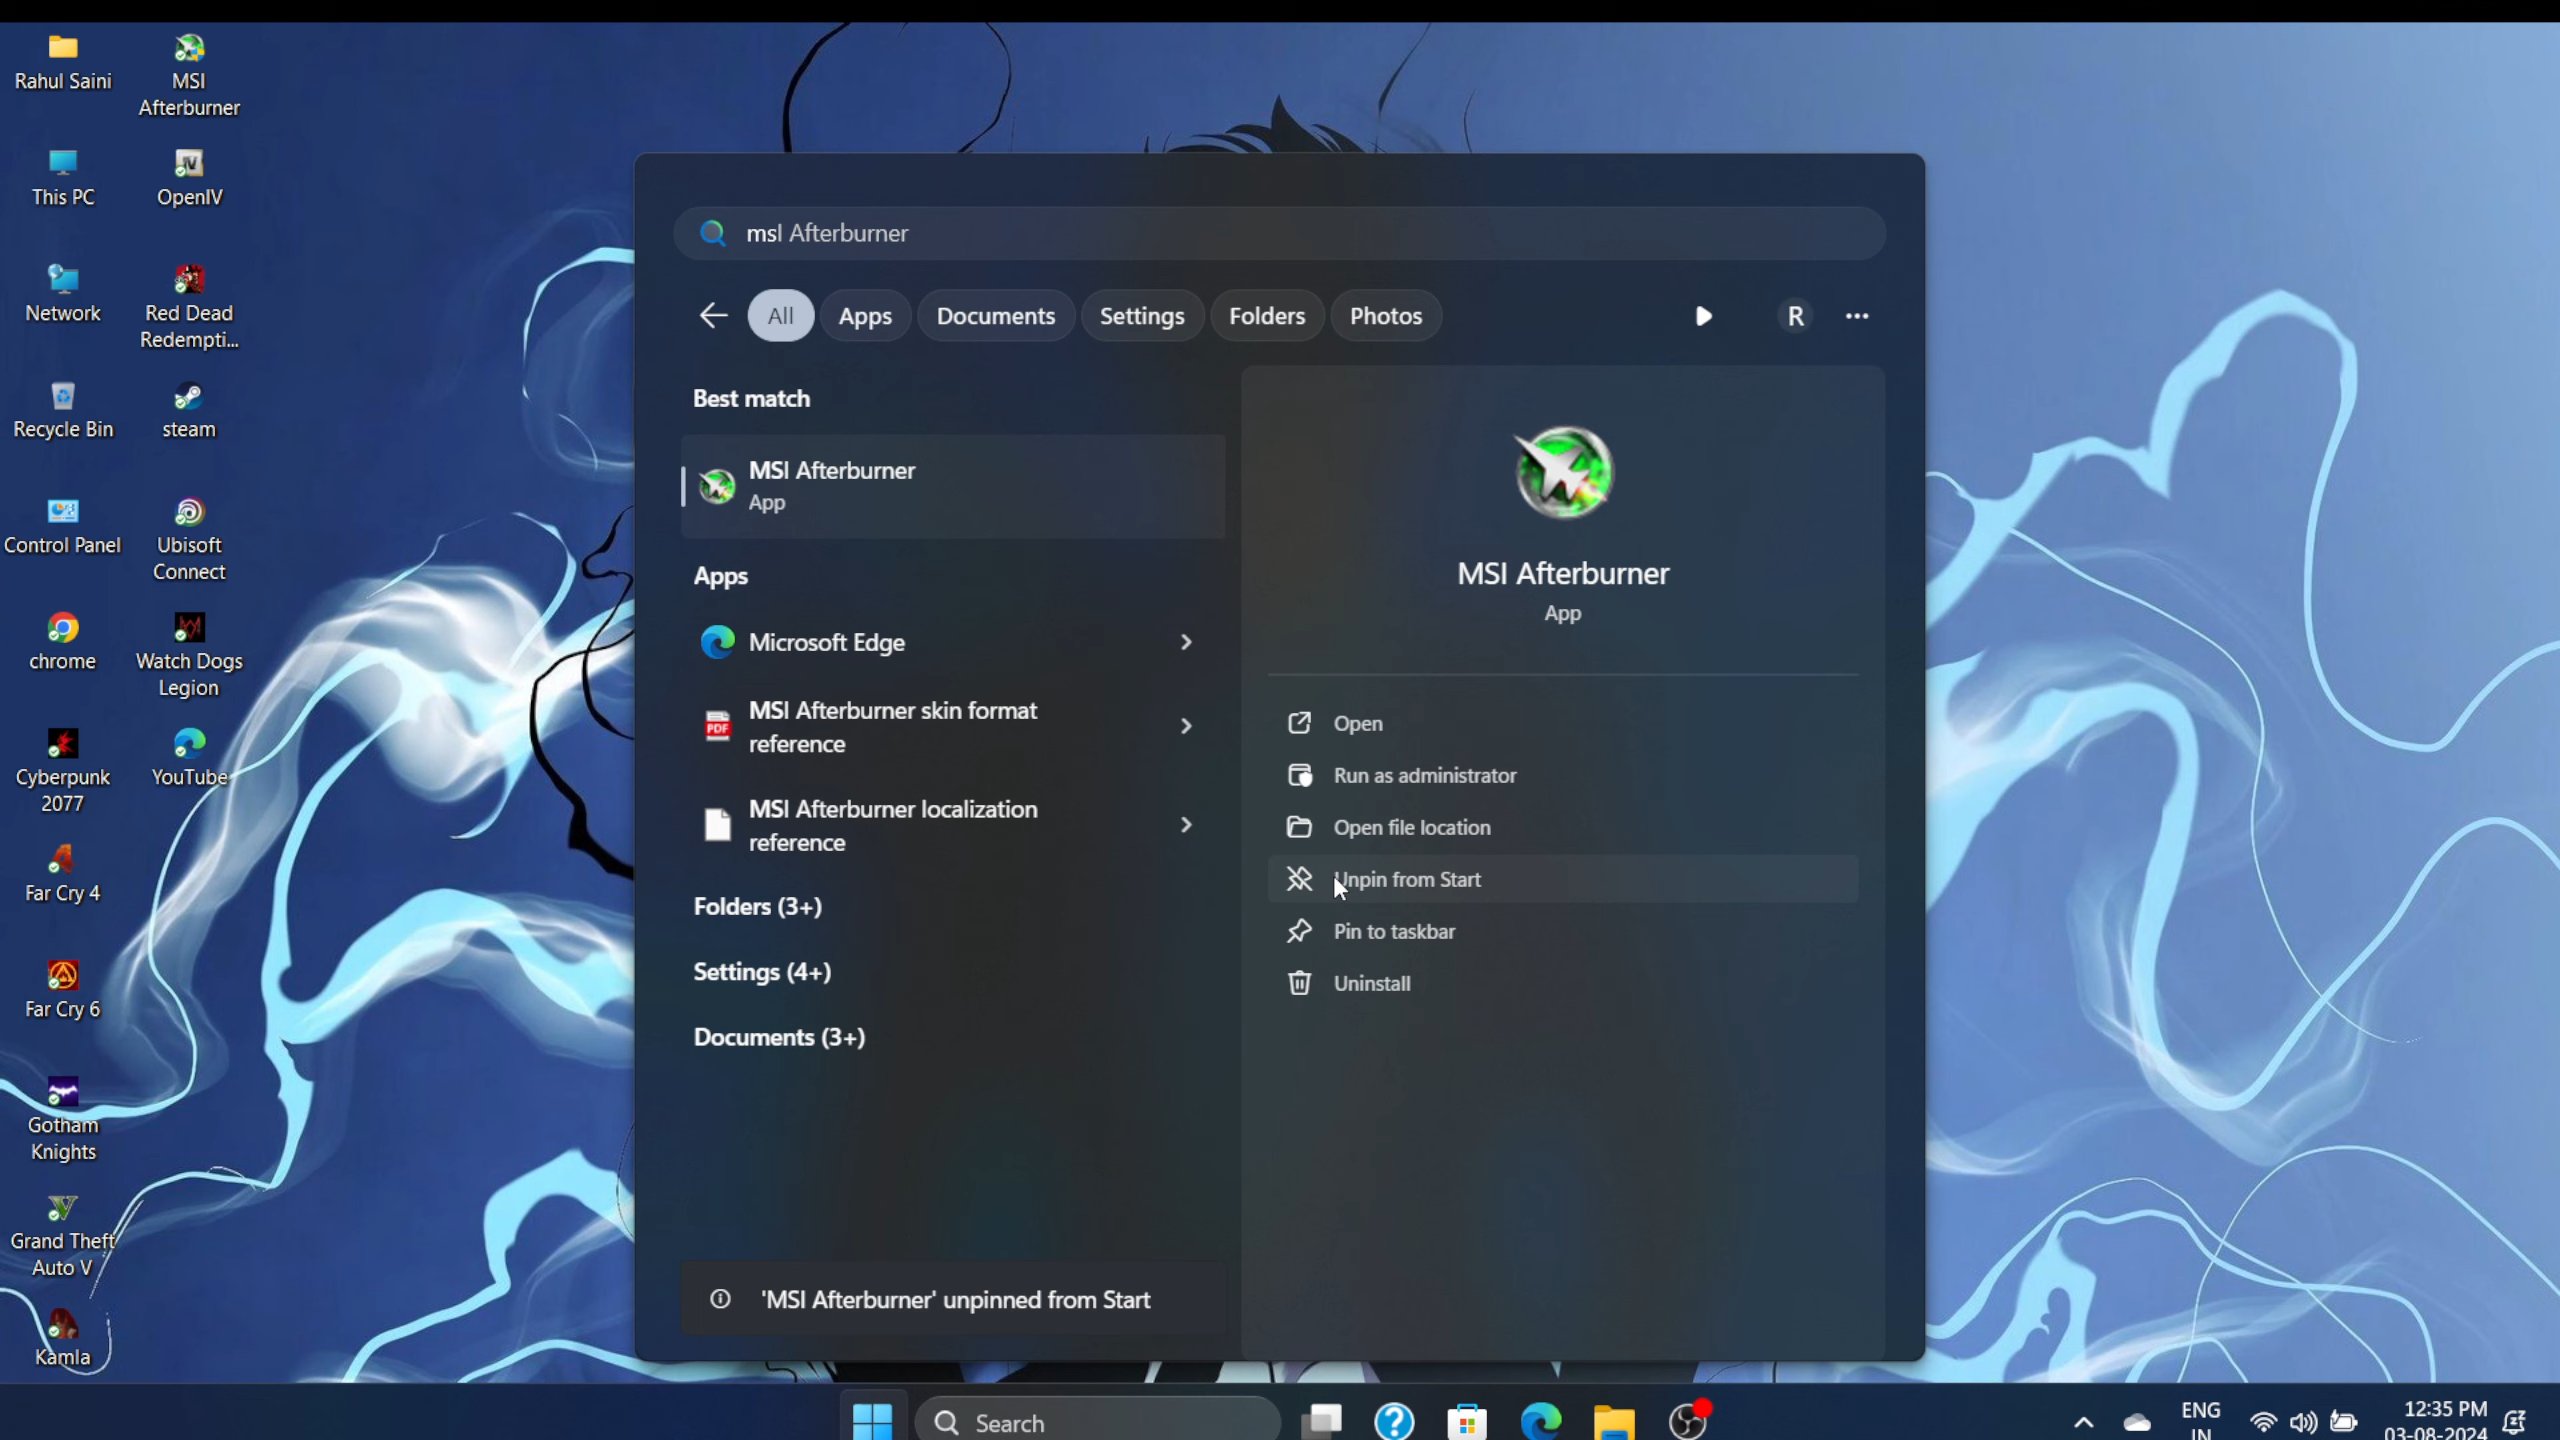 Rahul Saini
MSI
Afterburner
This PC
OpenIV
Network
Red Dead
Redempti...
Recycle Bin
steam
Control Panel
Ubisoft
Connect
chrome
Watch Dogs
Legion
Cyberpunk
2077
YouTube
Far Cry 4
Far Cry 6
Gotham
Knights
Grand Theft
Auto V
Kamla
msI Afterburner
All
Apps
Documents
Settings
Folders
Photos
R
Best match
MSI Afterburner
App
Apps
Microsoft Edge
PDF
MSI Afterburner skin format
reference
MSI Afterburner localization
reference
Folders (3+)
Settings (4+)
Documents (3+)
'MSI Afterburner' unpinned from Start
MSI Afterburner
App
Open
Run as administrator
Open file location
Unpin from Start
Pin to taskbar
Uninstall
Search
ENG
IN
12:35 PM
03-08-2024